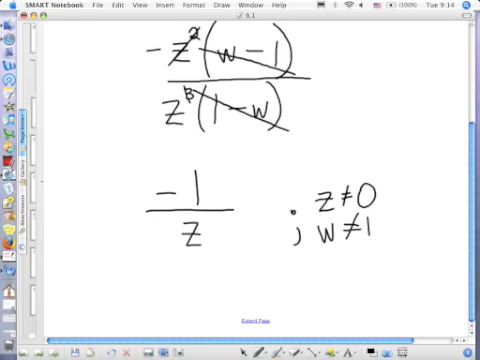 SMART Notebook File Edit View Insert Format Draw Window Help (100%) Tue 9:14
9.1
- z² (w - 1)
z³ (1 - w)
- 1
z
; z ≠ 0
w ≠ 1
Extend Page